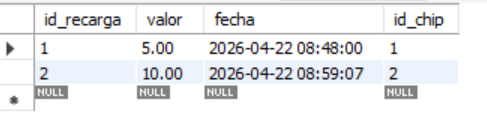 id_recarga valor fecha id_chip
1 5.00 2026-04-22 08:48:00 1
2 10.00 2026-04-22 08:59:07 2
NULL NULL NULL NULL